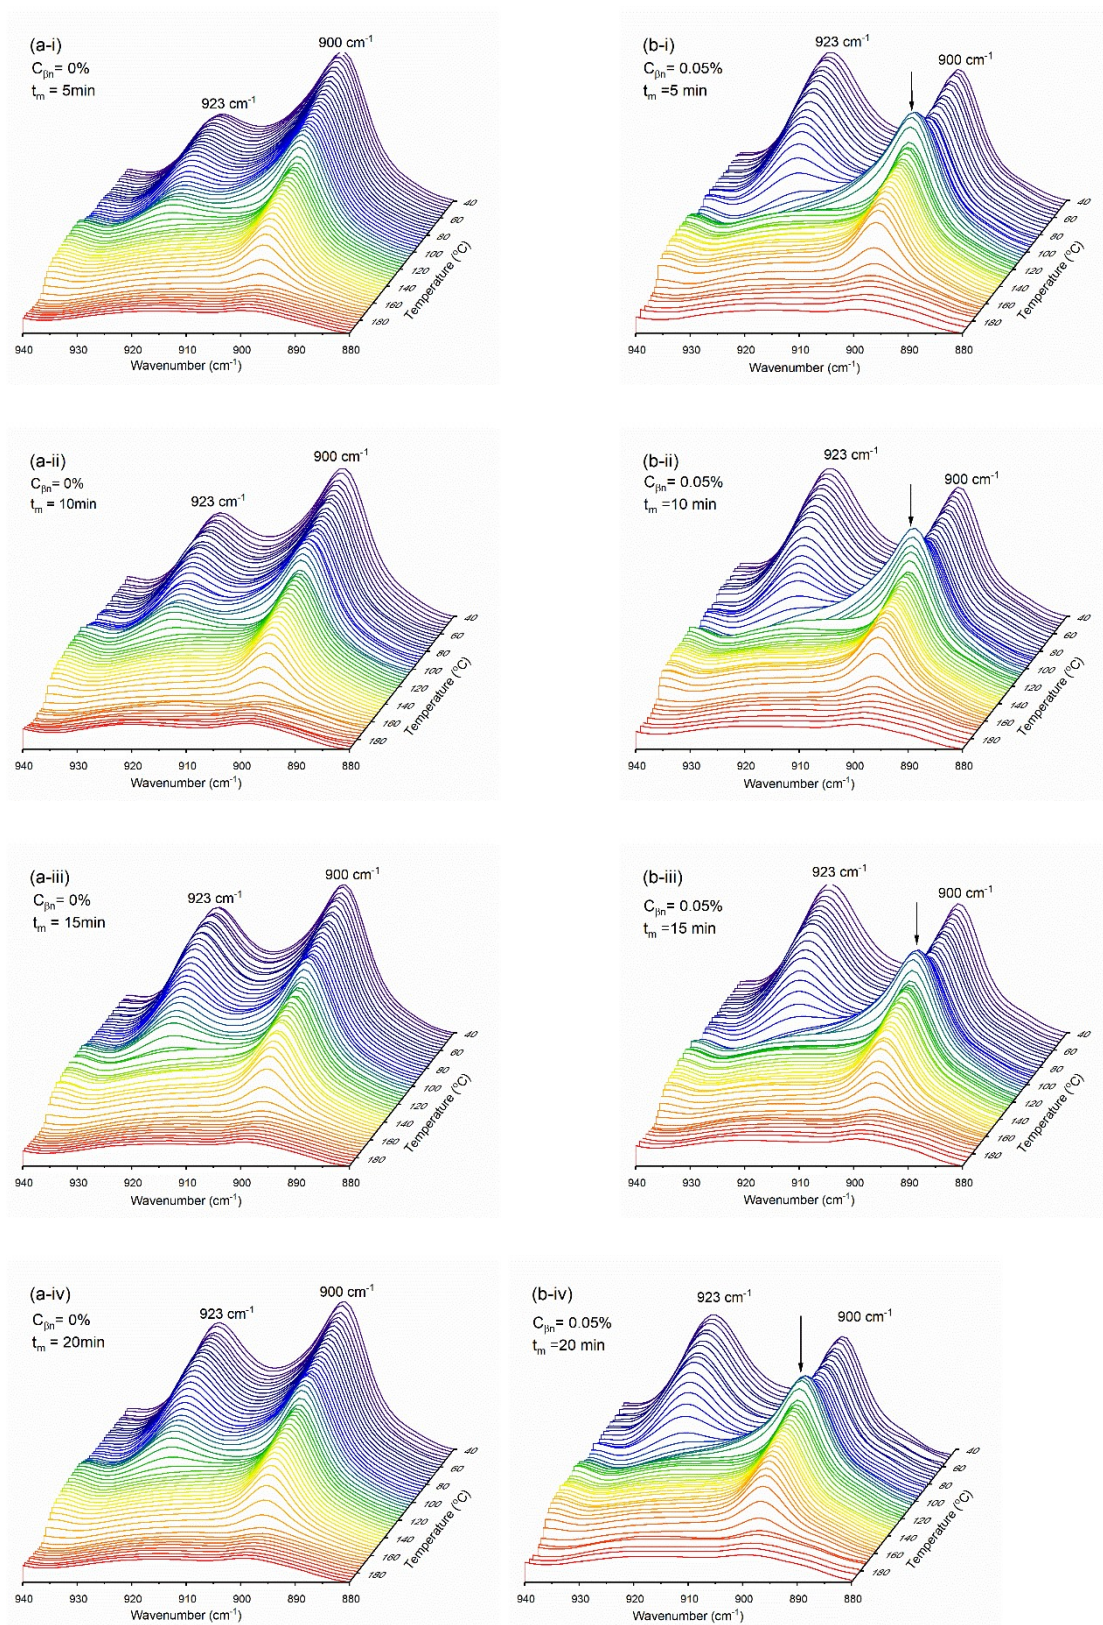 (a-i)
Cβn= 0%
tm = 5min
923 cm-1
900 cm-1
40
60
80
100
120
140
160
180
Temperature (oC)
940 930 920 910 900 890 880
Wavenumber (cm-1)
(b-i)
Cβn = 0.05%
tm =5 min
923 cm-1
900 cm-1
40
60
80
100
120
140
160
180
Temperature (oC)
940 930 920 910 900 890 880
Wavenumber (cm-1)
(a-ii)
Cβn= 0%
tm = 10min
923 cm-1
900 cm-1
40
60
80
100
120
140
160
180
Temperature (oC)
940 930 920 910 900 890 880
Wavenumber (cm-1)
(b-ii)
Cβn = 0.05%
tm =10 min
923 cm-1
900 cm-1
40
60
80
100
120
140
160
180
Temperature (oC)
940 930 920 910 900 890 880
Wavenumber (cm-1)
(a-iii)
Cβn= 0%
tm = 15min
923 cm-1
900 cm-1
40
60
80
100
120
140
160
180
Temperature (oC)
940 930 920 910 900 890 880
Wavenumber (cm-1)
(b-iii)
Cβn = 0.05%
tm =15 min
923 cm-1
900 cm-1
40
60
80
100
120
140
160
180
Temperature (oC)
940 930 920 910 900 890 880
Wavenumber (cm-1)
(a-iv)
Cβn= 0%
tm = 20min
923 cm-1
900 cm-1
40
60
80
100
120
140
160
180
Temperature (oC)
940 930 920 910 900 890 880
Wavenumber (cm-1)
(b-iv)
Cβn = 0.05%
tm =20 min
923 cm-1
900 cm-1
40
60
80
100
120
140
160
180
Temperature (oC)
940 930 920 910 900 890 880
Wavenumber (cm-1)